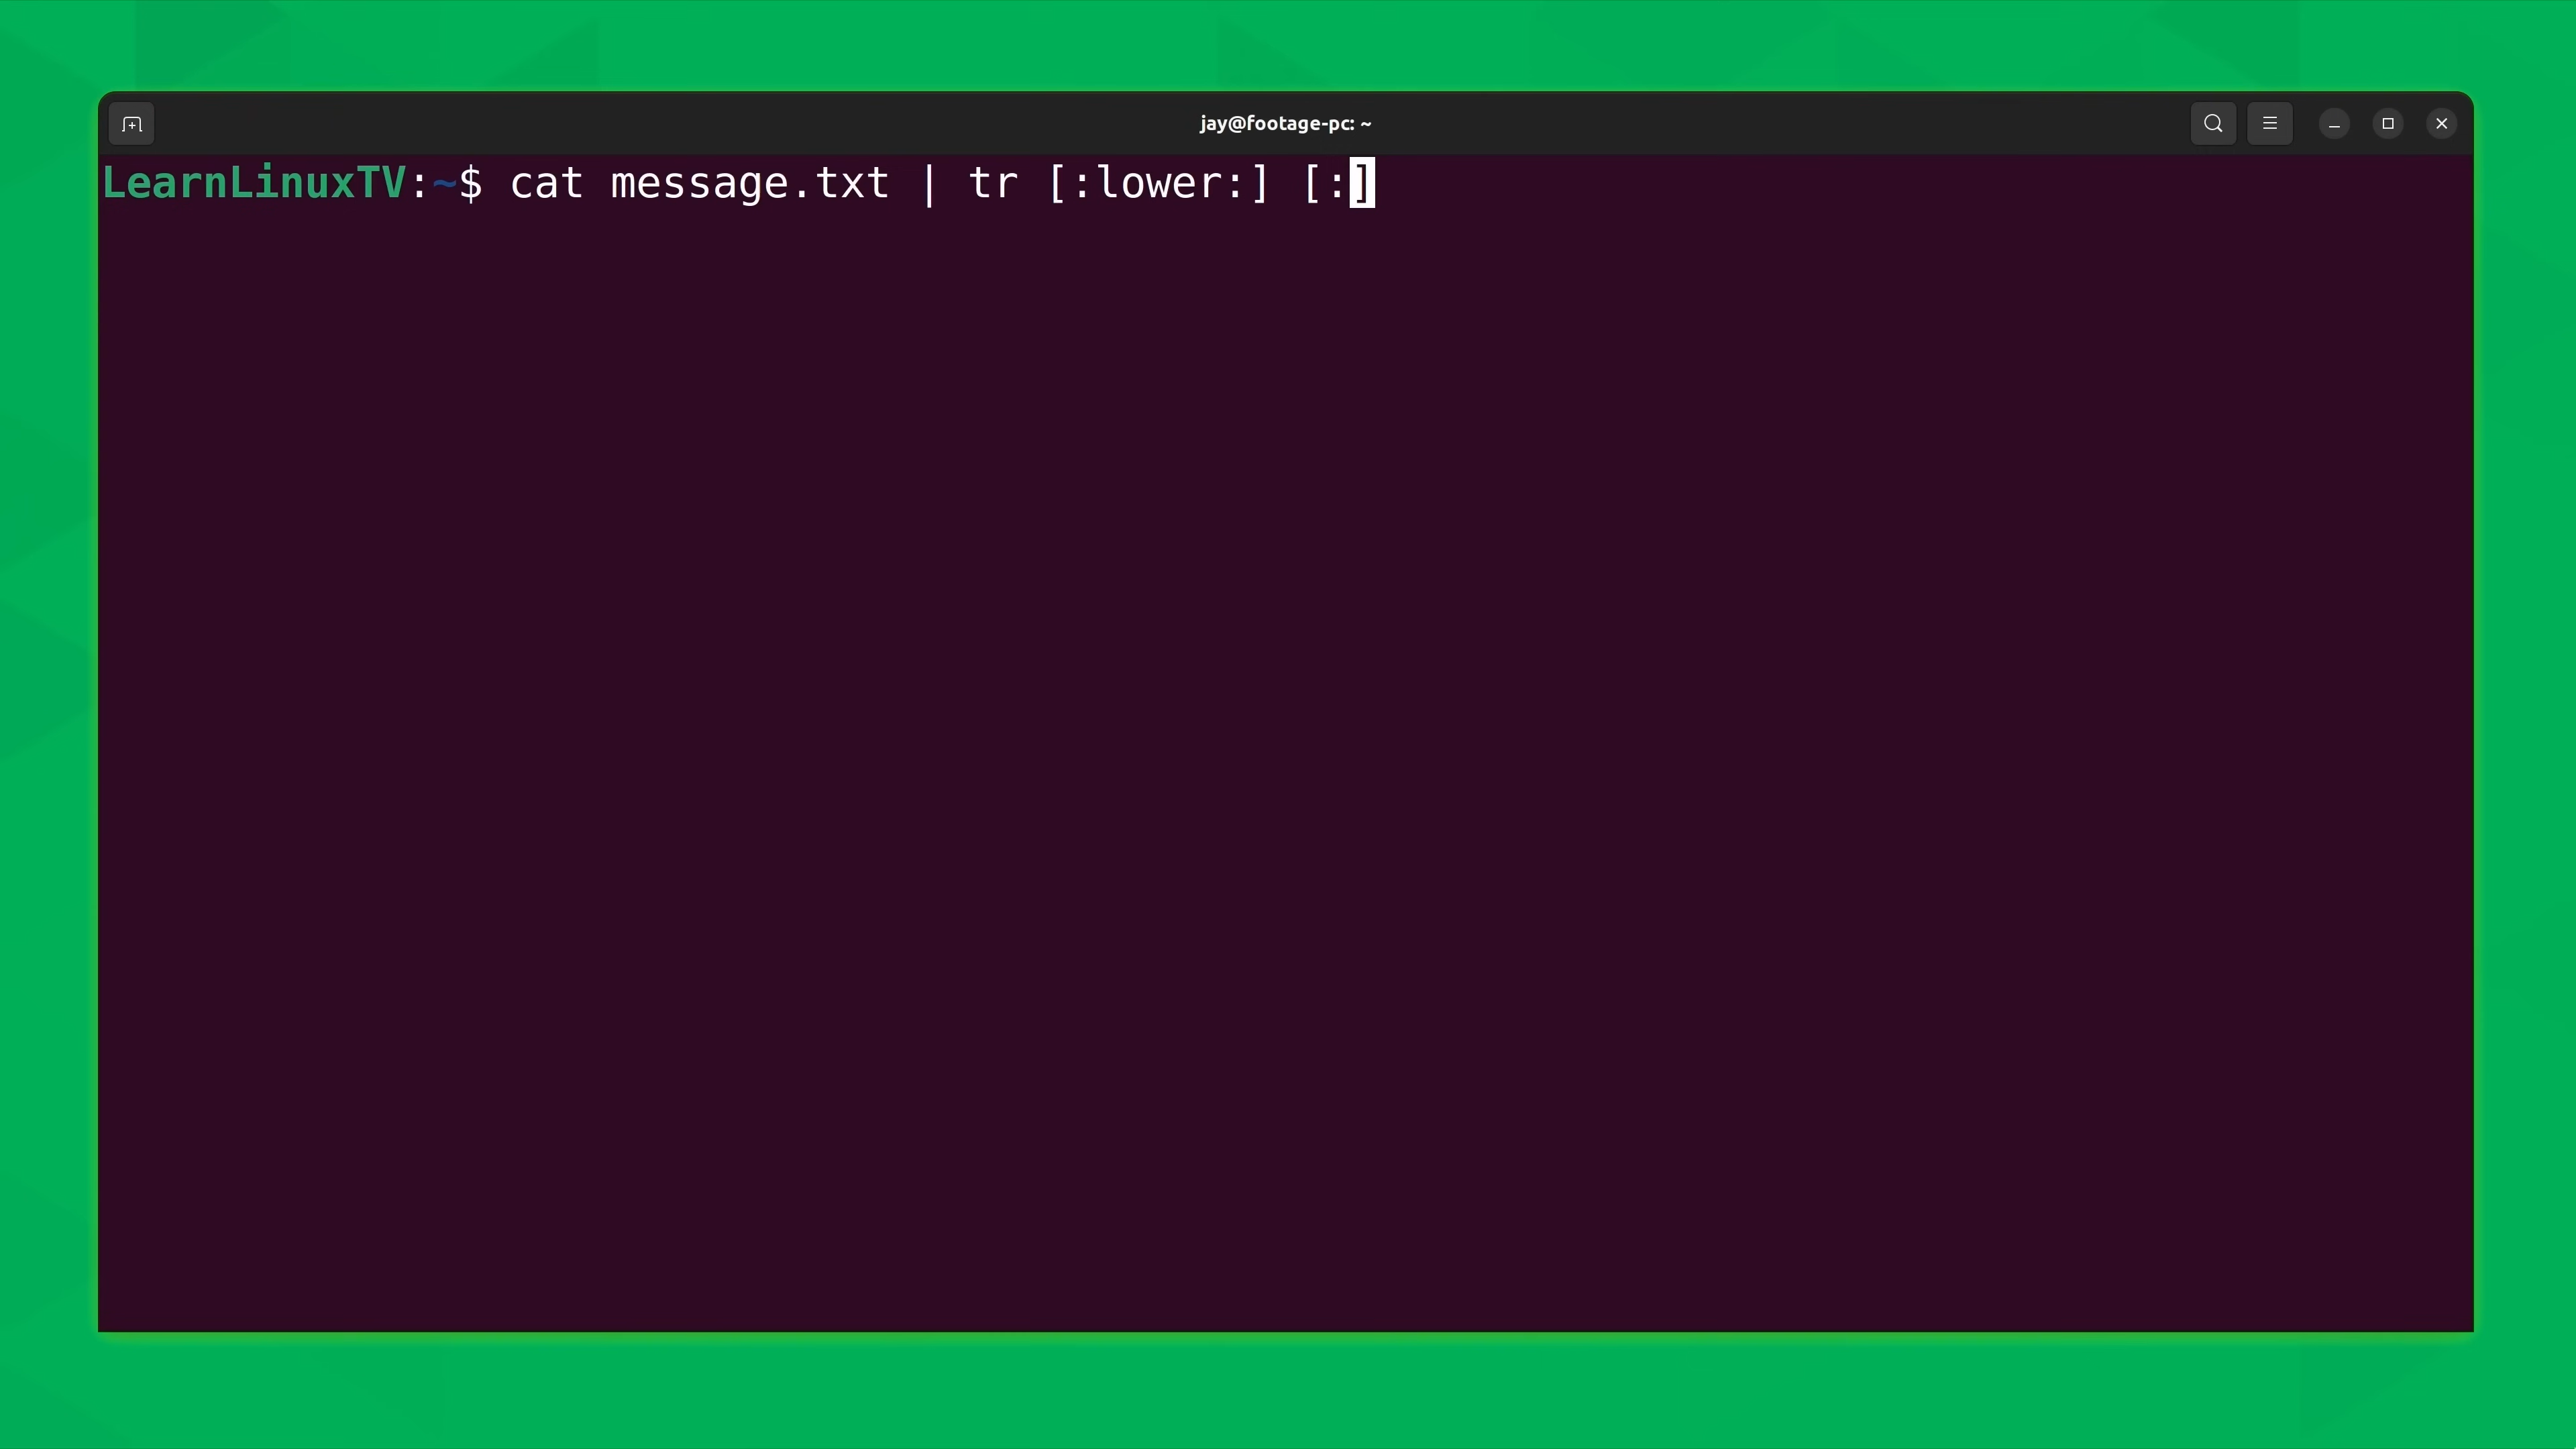 jay@footage-pc: ~
LearnLinuxTV:~$ cat message.txt | tr [:lower:] [:]